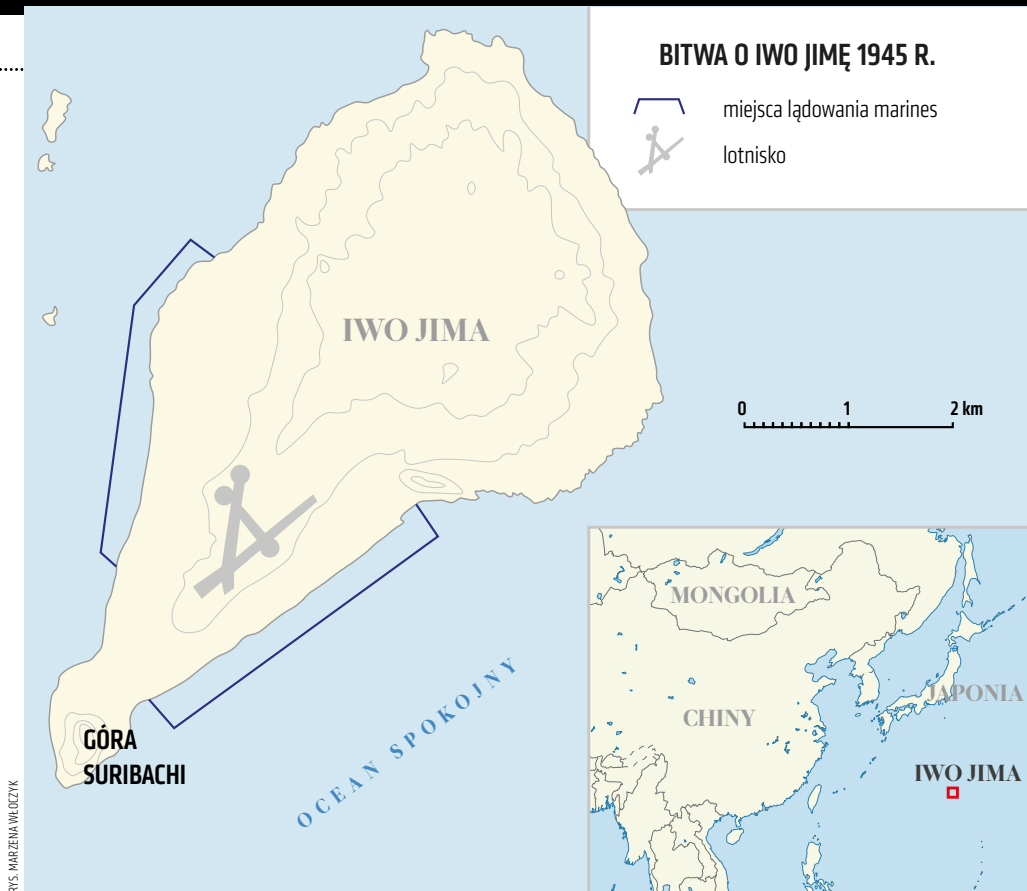 BITWA O IWO JIMĘ 1945 R.
miejsca lądowania marines
lotnisko
IWO JIMA
0 1 2 km
GÓRA
SURIBACHI
OCEAN SPOKOJNY
MONGOLIA
CHINY
JAPONIA
IWO JIMA
RYS. MARZENA WŁOCZYK